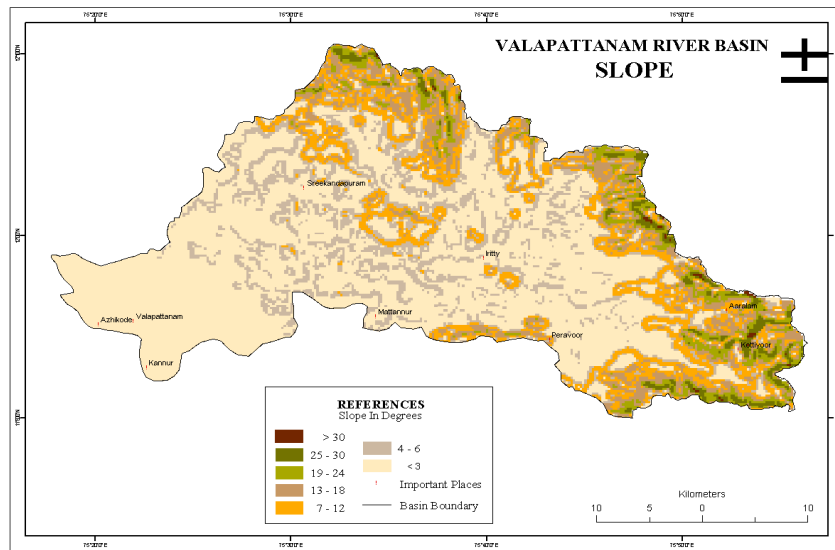 VALAPATTANAM RIVER BASIN
SLOPE
Sreekandapuram
Iritty
Azhikode
Valapattanam
Mattannur
Aaralam
Peravoor
Kottiyoor
Kannur
REFERENCES
Slope In Degrees
> 30
25 - 30
19 - 24
13 - 18
7 - 12
4 - 6
< 3
Important Places
Basin Boundary
Kilometers
10 5 0 10